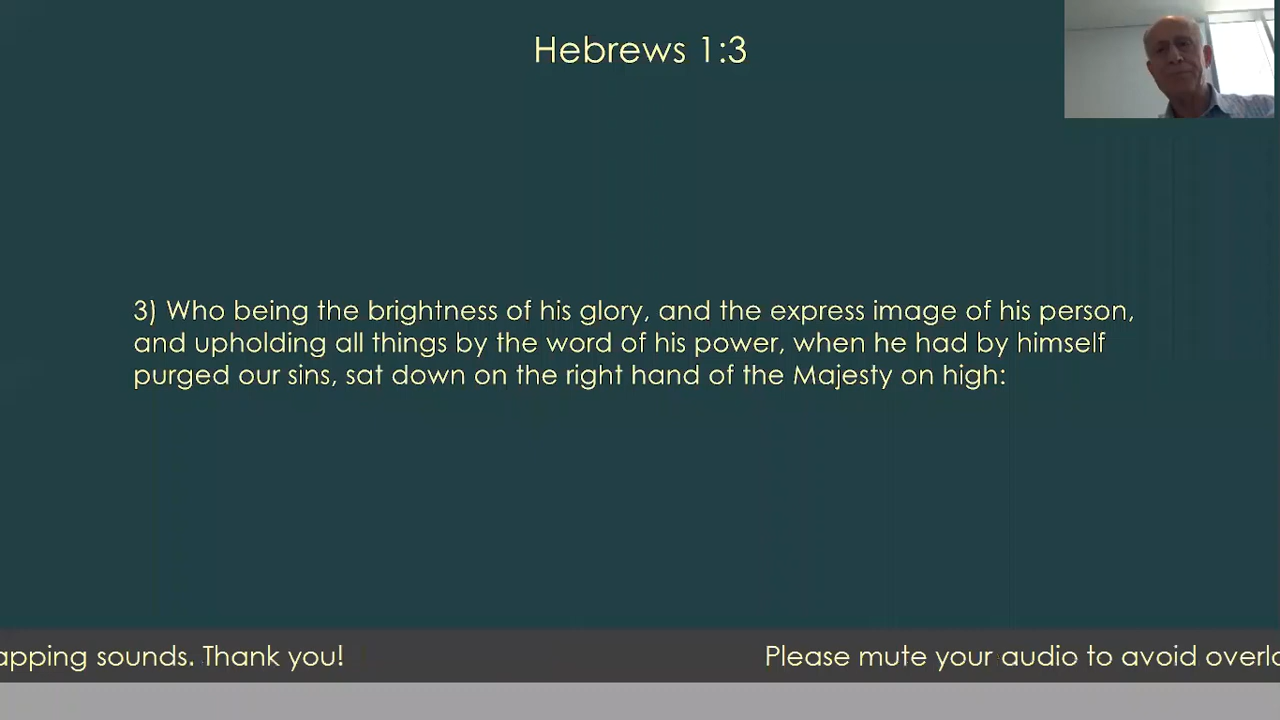 Hebrews 1:3
3) Who being the brightness of his glory, and the express image of his person,
and upholding all things by the word of his power, when he had by himself
purged our sins, sat down on the right hand of the Majesty on high:
apping sounds. Thank you! Please mute your audio to avoid overl